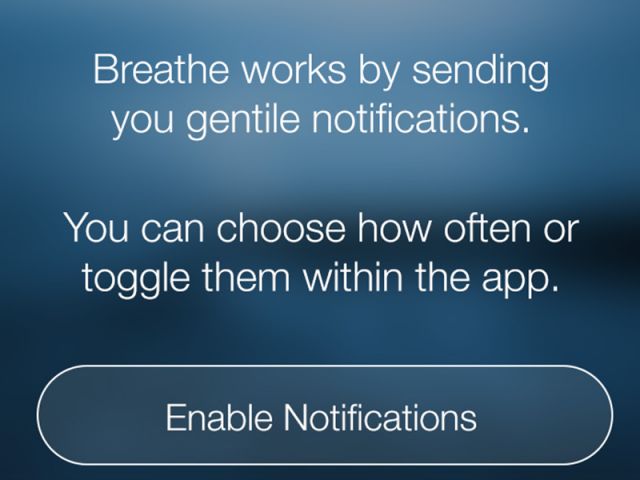 Breathe works by sending
you gentile notifications.
You can choose how often or
toggle them within the app.
Enable Notifications